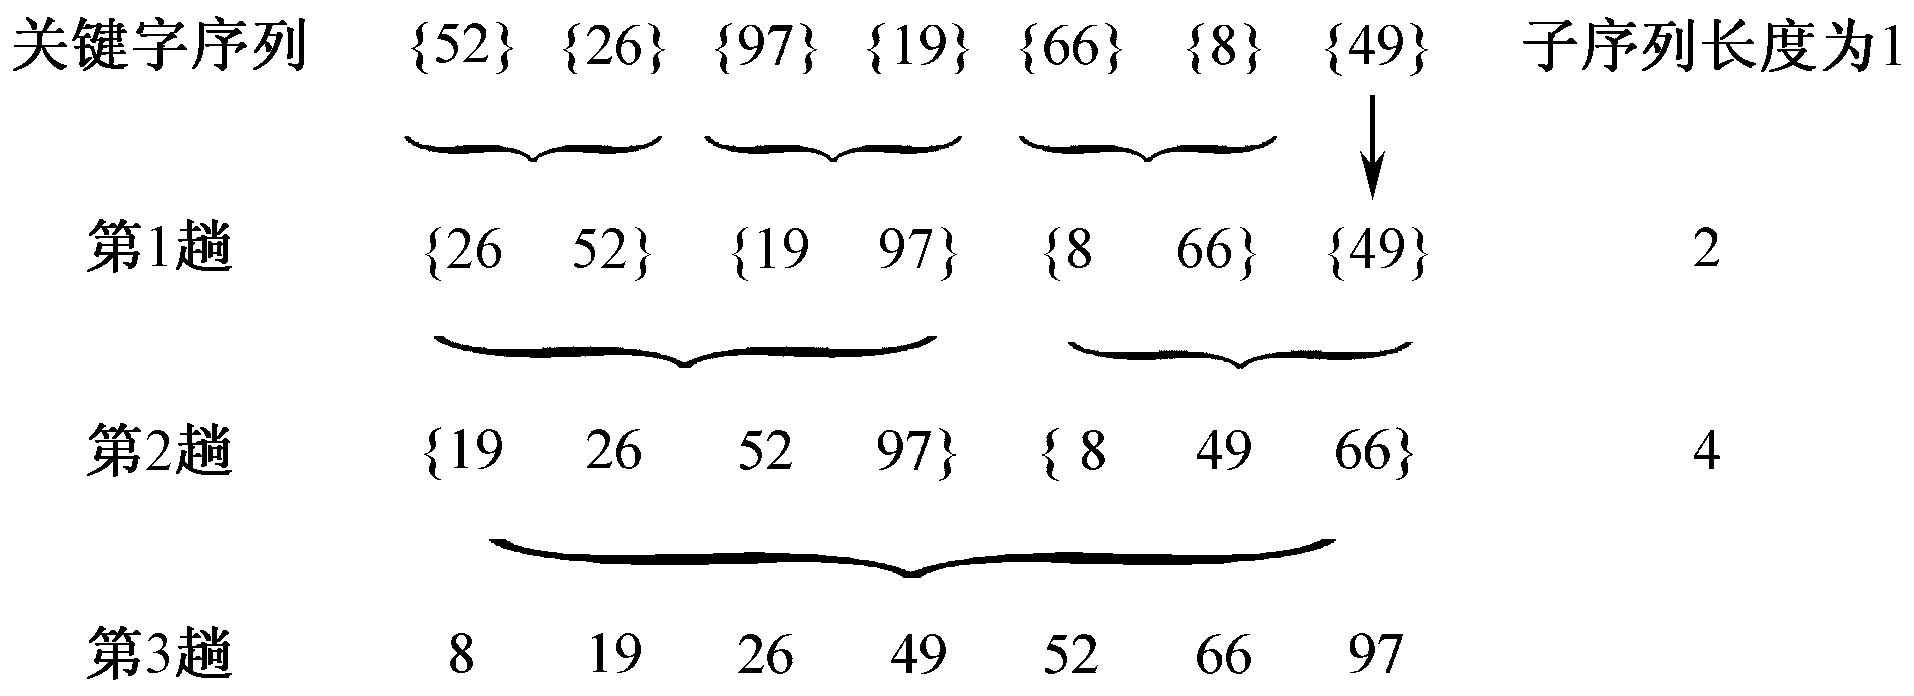 关键字序列 {52} {26} {97} {19} {66} {8} {49} 子序列长度为1
第1趟 {26 52} {19 97} {8 66} {49} 2
第2趟 {19 26 52 97} { 8 49 66} 4
第3趟 8 19 26 49 52 66 97